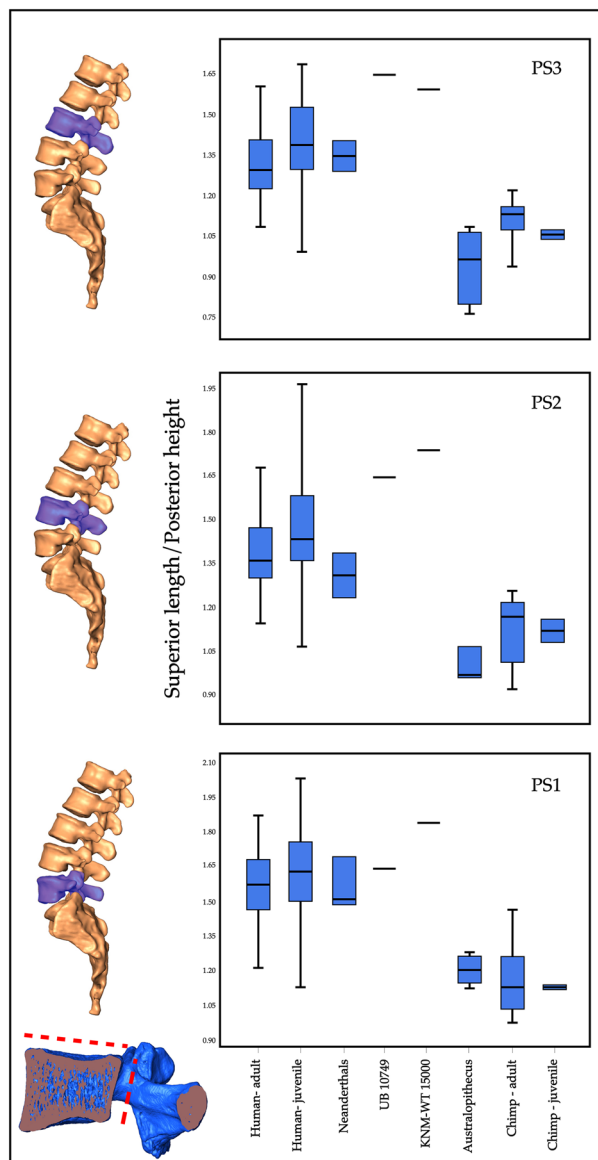 PS3
1.65
1.50
1.35
1.20
1.05
0.90
0.75
Superior length/Posterior height
PS2
1.95
1.80
1.65
1.50
1.35
1.20
1.05
0.90
PS1
2.10
1.95
1.80
1.65
1.50
1.35
1.20
1.05
0.90
Human- adult
Human- juvenile
Neanderthals
UB 10749
KNM-WT 15000
Australopithecus
Chimp - adult
Chimp - juvenile